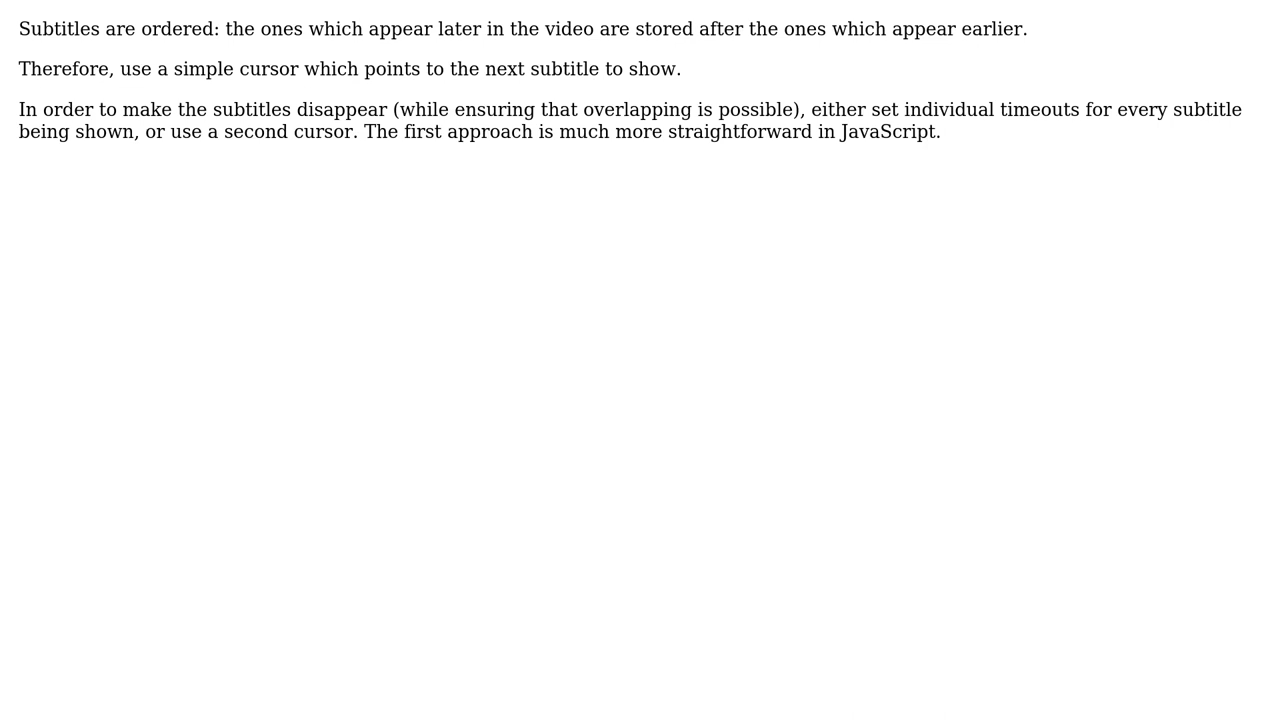 Subtitles are ordered: the ones which appear later in the video are stored after the ones which appear earlier.
Therefore, use a simple cursor which points to the next subtitle to show.
In order to make the subtitles disappear (while ensuring that overlapping is possible), either set individual timeouts for every subtitle
being shown, or use a second cursor. The first approach is much more straightforward in JavaScript.